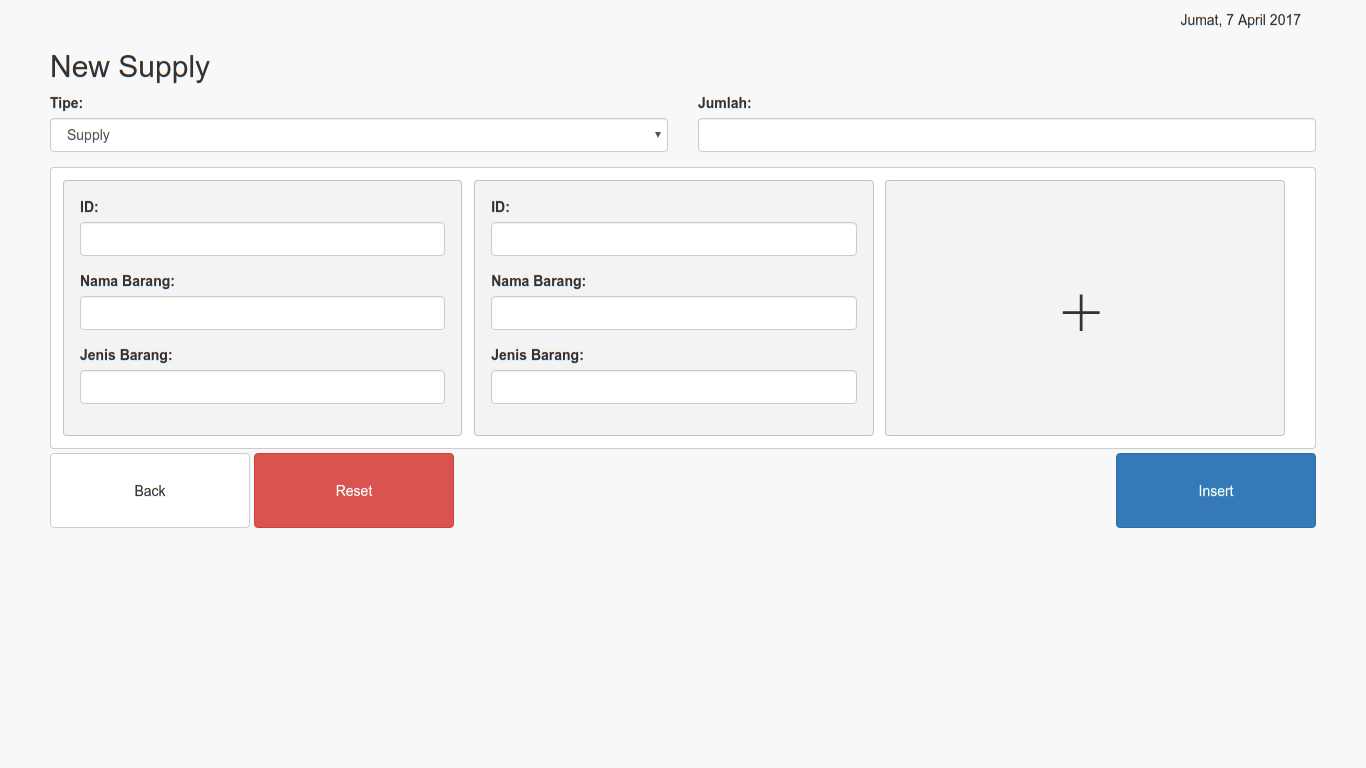 Jumat, 7 April 2017
New Supply
Tipe:
Jumlah:
Supply
ID:
Nama Barang:
Jenis Barang:
ID:
Nama Barang:
Jenis Barang:
Back
Reset
Insert